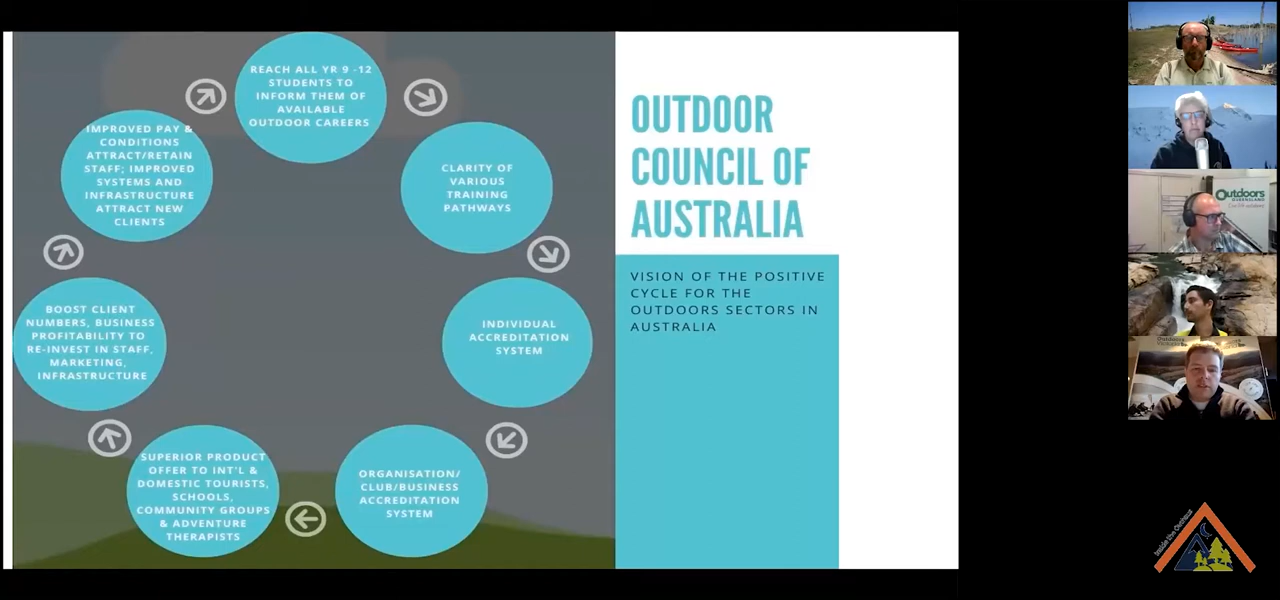 REACH ALL YR 9 -12
STUDENTS TO
INFORM THEM OF
AVAILABLE
OUTDOOR CAREERS
CLARITY OF
VARIOUS
TRAINING
PATHWAYS
INDIVIDUAL
ACCREDITATION
SYSTEM
ORGANISATION/
CLUB/BUSINESS
ACCREDITATION
SYSTEM
SUPERIOR PRODUCT
OFFER TO INT'L &
DOMESTIC TOURISTS,
SCHOOLS,
COMMUNITY GROUPS
& ADVENTURE
THERAPISTS
BOOST CLIENT
NUMBERS, BUSINESS
PROFITABILITY TO
RE-INVEST IN STAFF,
MARKETING,
INFRASTRUCTURE
IMPROVED PAY &
CONDITIONS
ATTRACT/RETAIN
STAFF; IMPROVED
SYSTEMS AND
INFRASTRUCTURE
ATTRACT NEW
CLIENTS
OUTDOOR
COUNCIL OF
AUSTRALIA
VISION OF THE POSITIVE
CYCLE FOR THE
OUTDOORS SECTORS IN
AUSTRALIA
Outdoors
QUEENSLAND
Outdoors